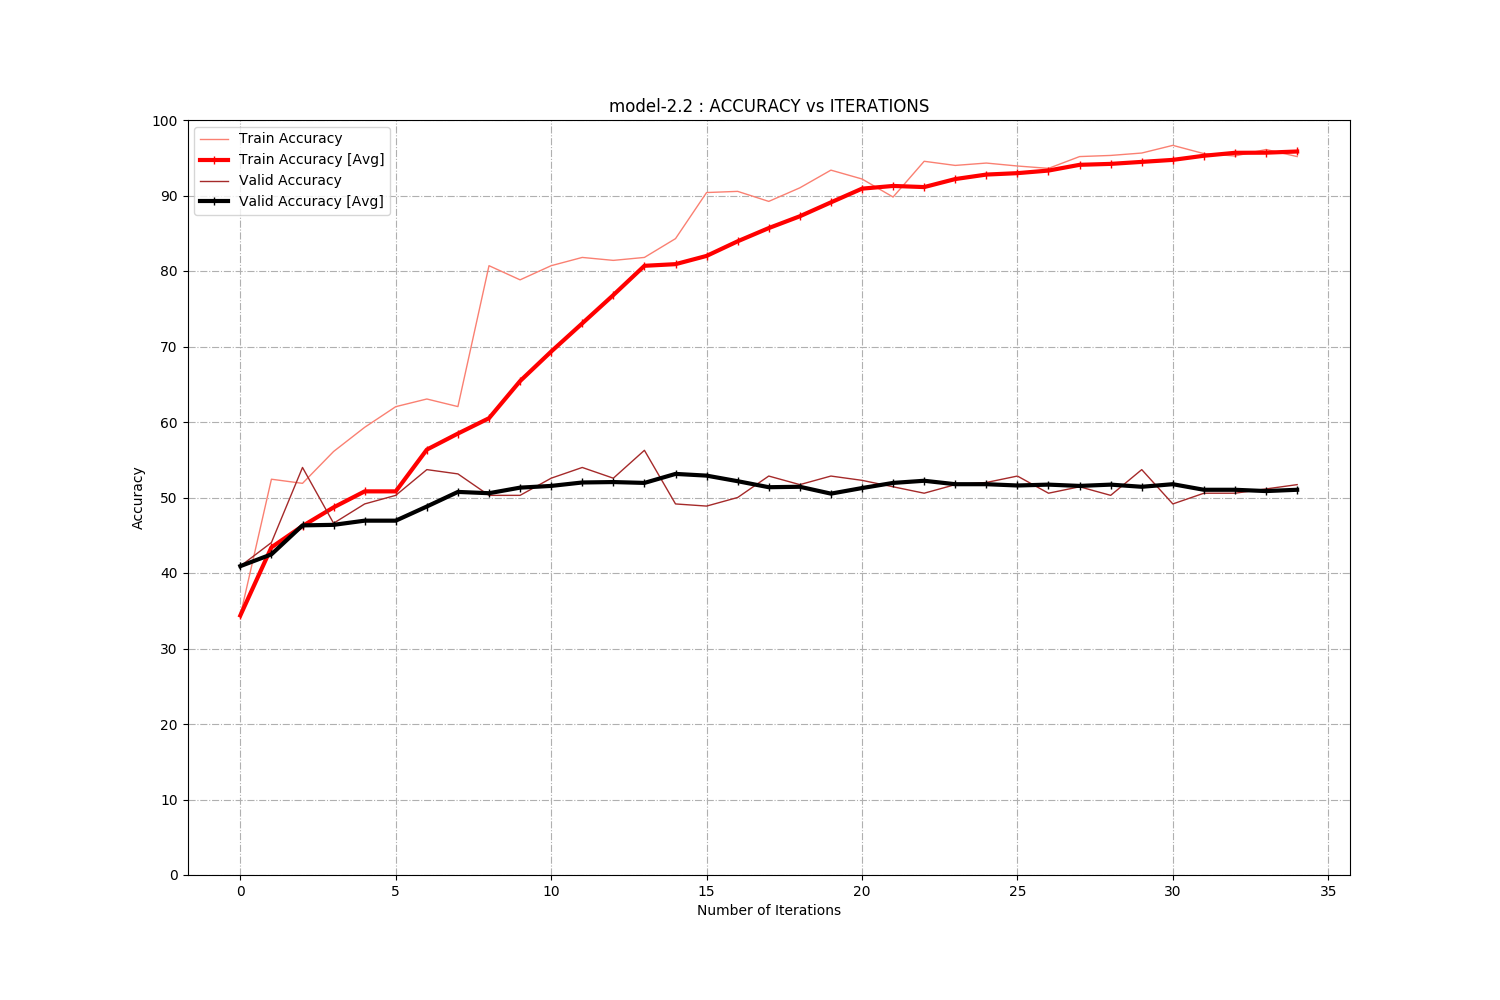 model-2.2 : ACCURACY vs ITERATIONS
Train Accuracy
Train Accuracy [Avg]
Valid Accuracy
Valid Accuracy [Avg]
Accuracy
100
90
80
70
60
50
40
30
20
10
0
0 5 10 15 20 25 30 35
Number of Iterations